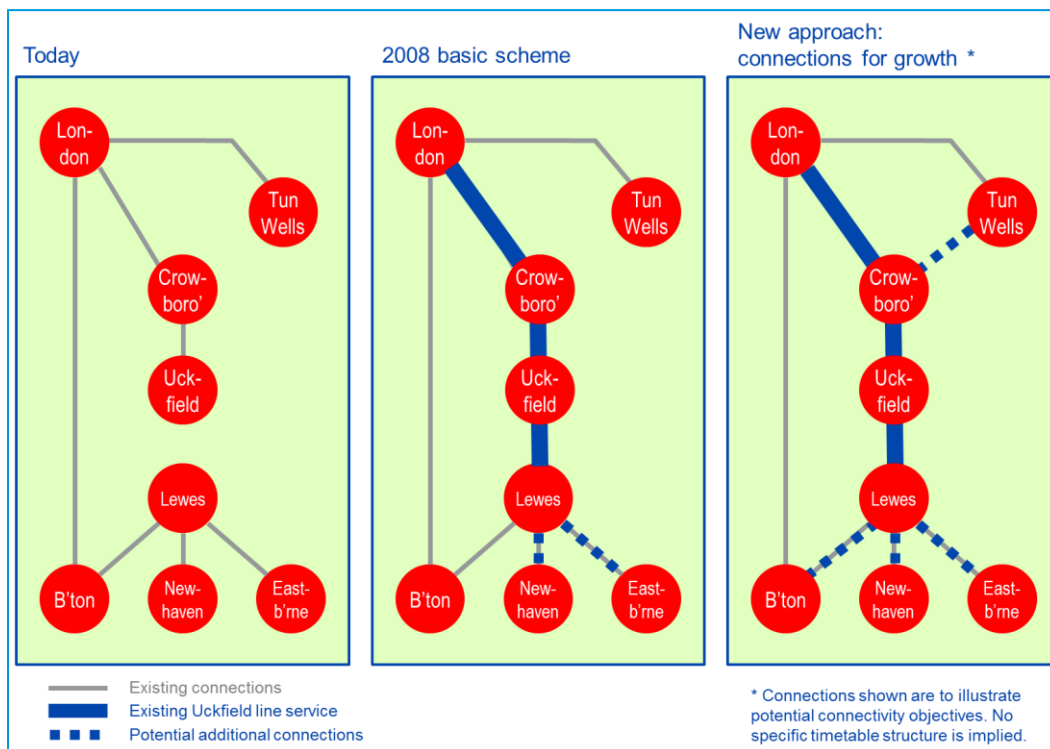 Today
Lon-
don
Tun
Wells
Crow-
boro’
Uck-
field
Lewes
B’ton
New-
haven
East-
b’rne
2008 basic scheme
Lon-
don
Tun
Wells
Crow-
boro’
Uck-
field
Lewes
B’ton
New-
haven
East-
b’rne
New approach:
connections for growth *
Lon-
don
Tun
Wells
Crow-
boro’
Uck-
field
Lewes
B’ton
New-
haven
East-
b’rne
Existing connections
Existing Uckfield line service
Potential additional connections
* Connections shown are to illustrate
potential connectivity objectives. No
specific timetable structure is implied.